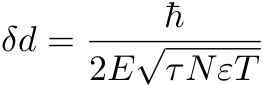 δd = ℏ / (2E√(τNεT))